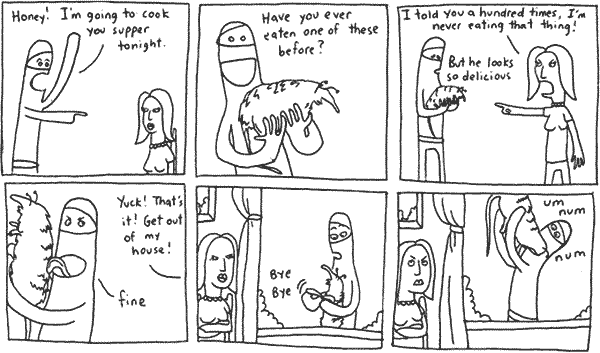 Honey! I'm going to cook
you supper
tonight.
Have you ever
eaten one of these
before?
I told you a hundred times, I'm
never eating that thing!
But he looks
so delicious
Yuck! That's
it! Get out
of my
house!
fine
Bye
Bye
um
num
num